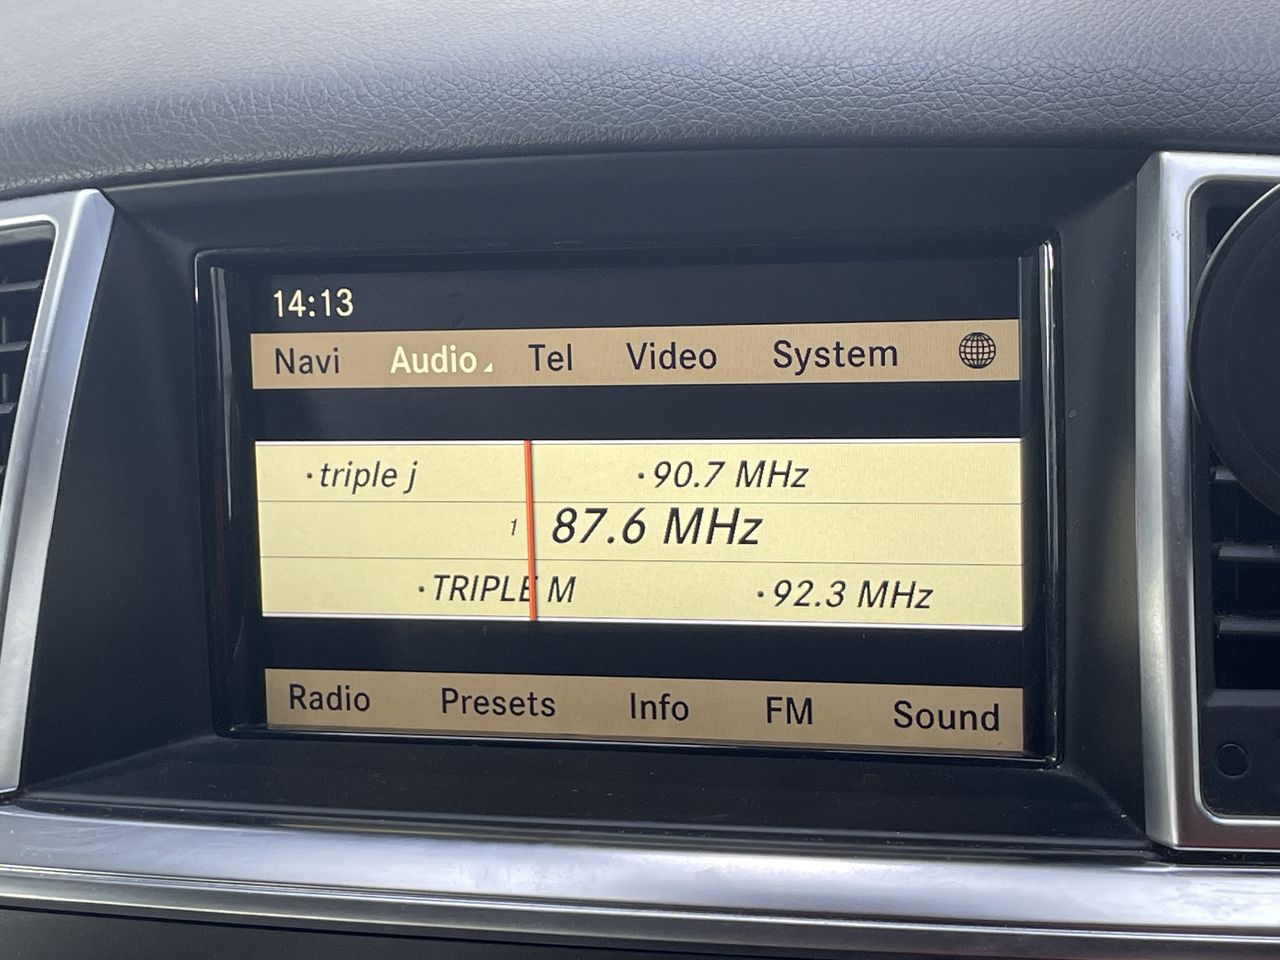 14:13
Navi Audio Tel Video System
·triple j ·90.7 MHz
1 87.6 MHz
·TRIPLE M ·92.3 MHz
Radio Presets Info FM Sound